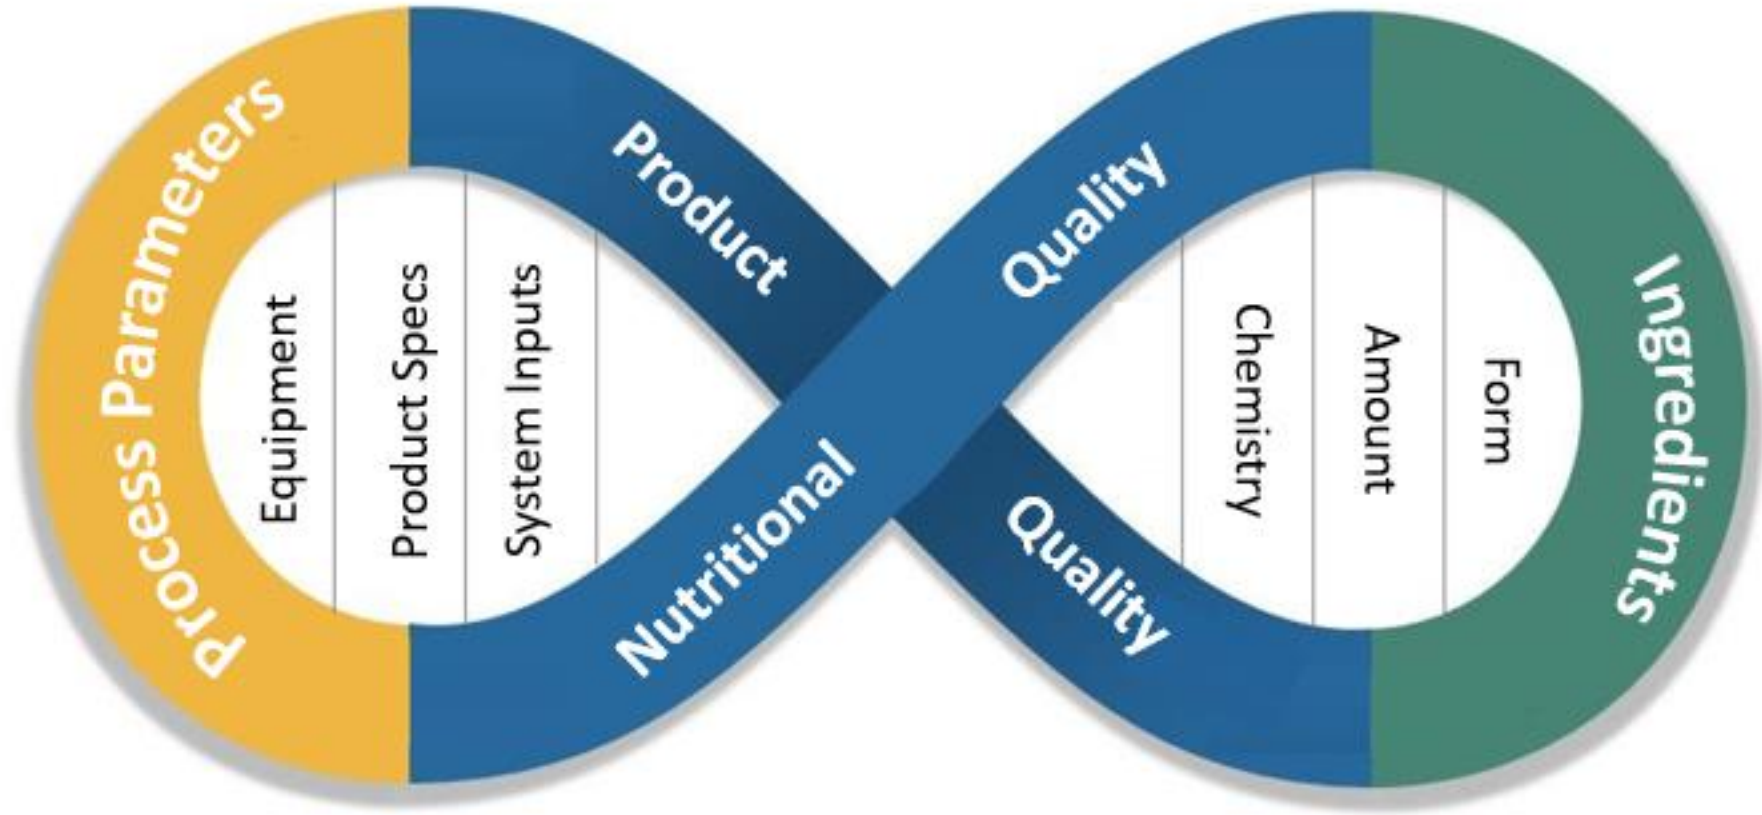 Process Parameters
Equipment
Product Specs
System Inputs
Product Quality
Nutritional Quality
Chemistry
Amount
Form
Ingredients